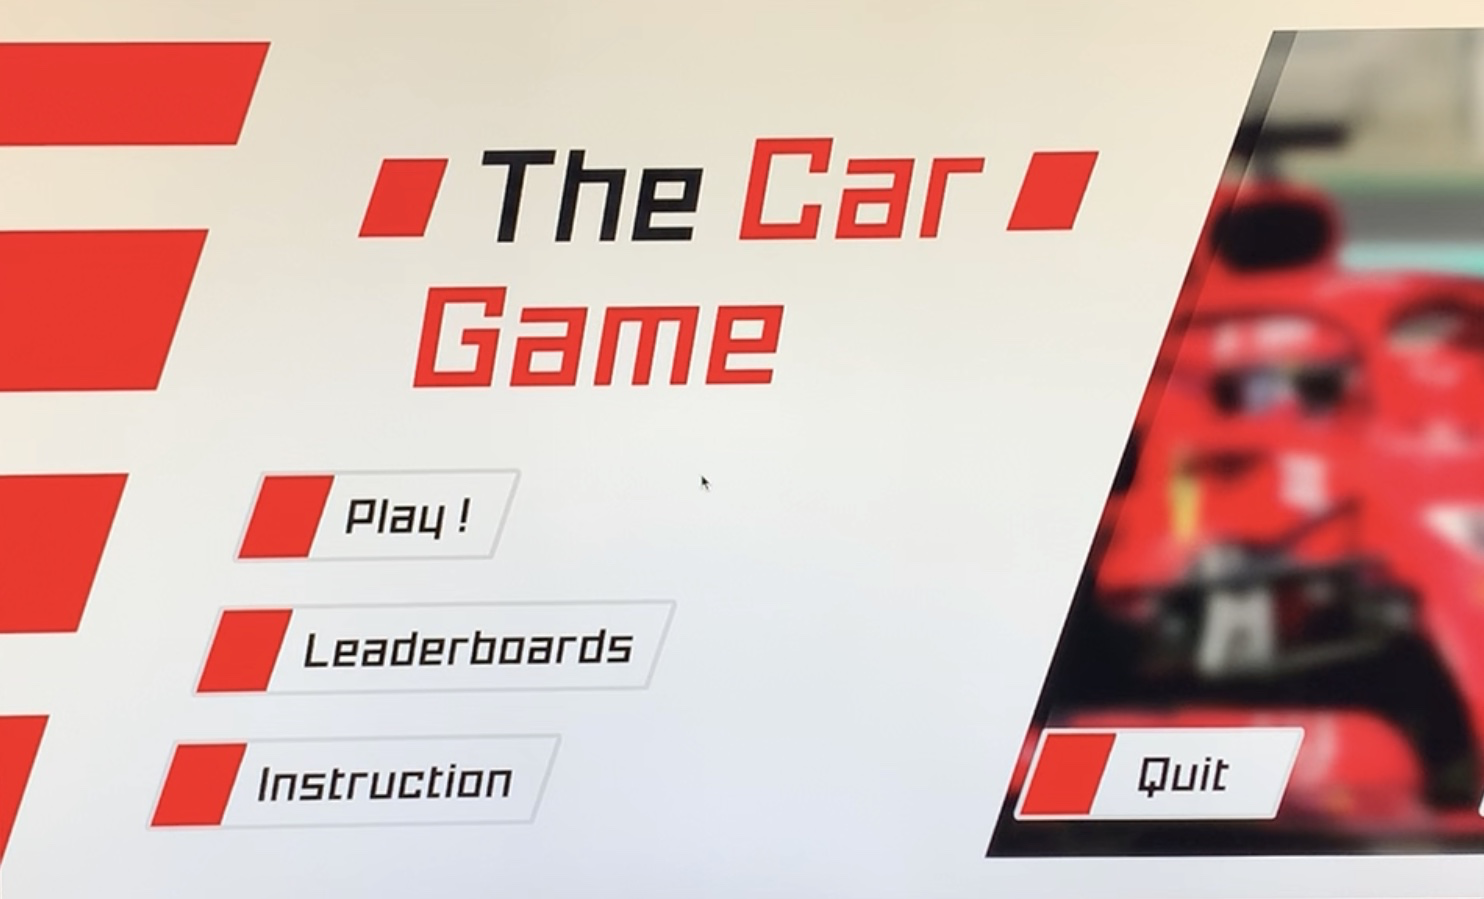 The Car
Game
Play !
Leaderboards
Instruction
Quit